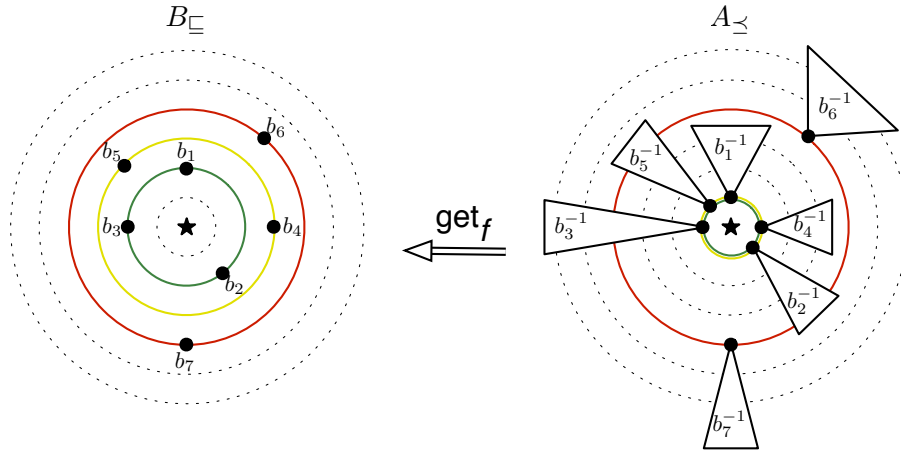 B⊑
b₆
b₅
b₁
b₃
b₄
b₂
b₇
get_f
A⪯
b₆⁻¹
b₅⁻¹
b₁⁻¹
b₃⁻¹
b₄⁻¹
b₂⁻¹
b₇⁻¹